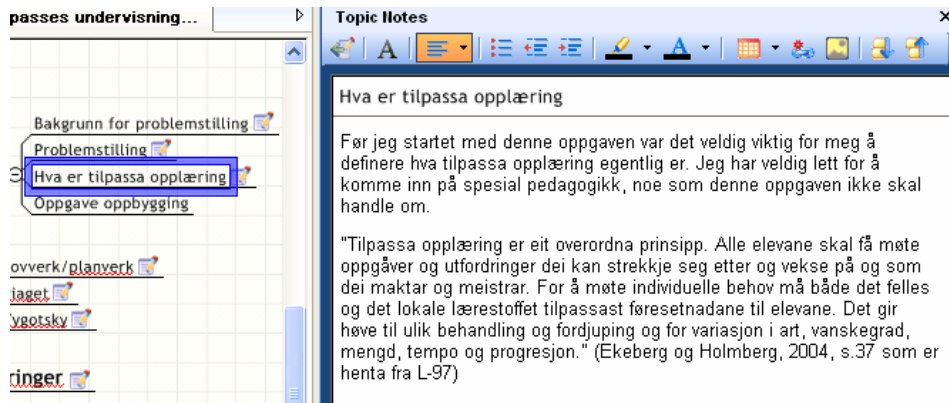 passes undervisning...
Bakgrunn for problemstilling
Problemstilling
Hva er tilpassa opplæring
Oppgave oppbygging
ovverk/planverk
iaget
ygotsky
ringer
Topic Notes
Hva er tilpassa opplæring
Før jeg startet med denne oppgaven var det veldig viktig for meg å
definere hva tilpassa opplæring egentlig er. Jeg har veldig lett for å
komme inn på spesial pedagogikk, noe som denne oppgaven ikke skal
handle om.
"Tilpassa opplæring er eit overordna prinsipp. Alle elevane skal få møte
oppgåver og utfordringer dei kan strekkje seg etter og vekse på og som
dei maktar og meistrar. For å møte individuelle behov må både det felles
og det lokale lærestoffet tilpassast føresetnadane til elevane. Det gir
høve til ulik behandling og fordjuping og for variasjon i art, vanskegrad,
mengd, tempo og progresjon." (Ekeberg og Holmberg, 2004, s.37 som er
henta fra L-97)